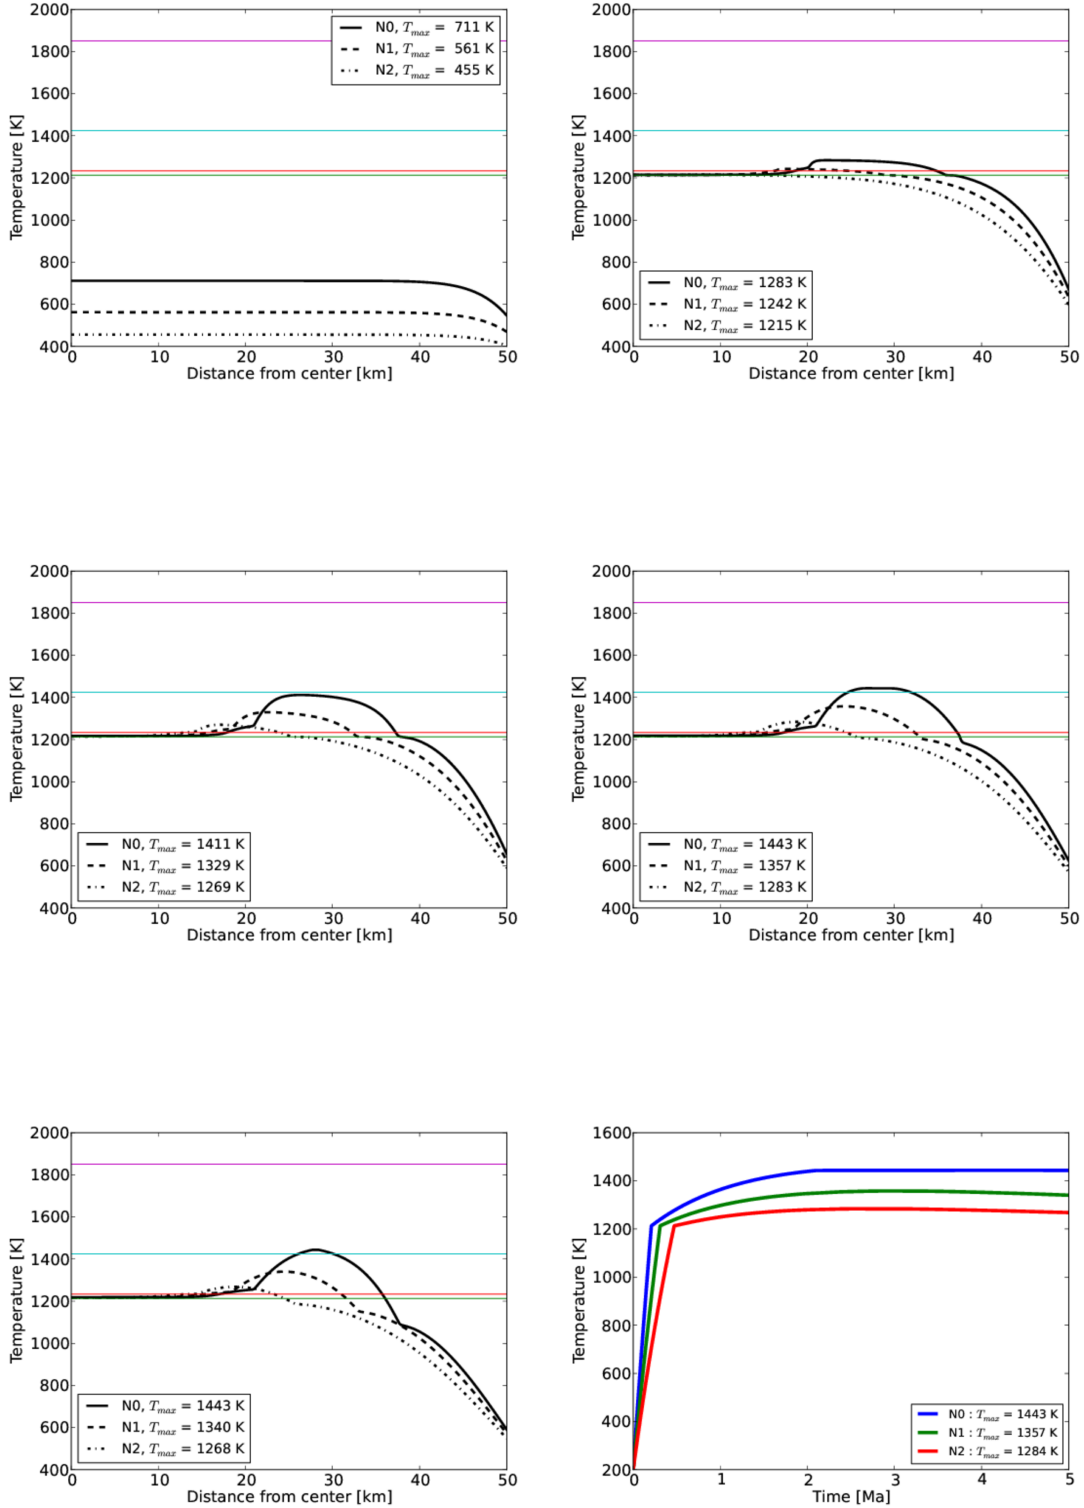 2000
1800
1600
1400
1200
1000
800
600
400
0 10 20 30 40 50
Temperature [K]
Distance from center [km]
N0, Tmax = 711 K
N1, Tmax = 561 K
N2, Tmax = 455 K
2000
1800
1600
1400
1200
1000
800
600
400
0 10 20 30 40 50
Temperature [K]
Distance from center [km]
N0, Tmax = 1283 K
N1, Tmax = 1242 K
N2, Tmax = 1215 K
2000
1800
1600
1400
1200
1000
800
600
400
0 10 20 30 40 50
Temperature [K]
Distance from center [km]
N0, Tmax = 1411 K
N1, Tmax = 1329 K
N2, Tmax = 1269 K
2000
1800
1600
1400
1200
1000
800
600
400
0 10 20 30 40 50
Temperature [K]
Distance from center [km]
N0, Tmax = 1443 K
N1, Tmax = 1357 K
N2, Tmax = 1283 K
2000
1800
1600
1400
1200
1000
800
600
400
0 10 20 30 40 50
Temperature [K]
Distance from center [km]
N0, Tmax = 1443 K
N1, Tmax = 1340 K
N2, Tmax = 1268 K
1600
1400
1200
1000
800
600
400
200
0 1 2 3 4 5
Temperature [K]
Time [Ma]
N0 : Tmax = 1443 K
N1 : Tmax = 1357 K
N2 : Tmax = 1284 K